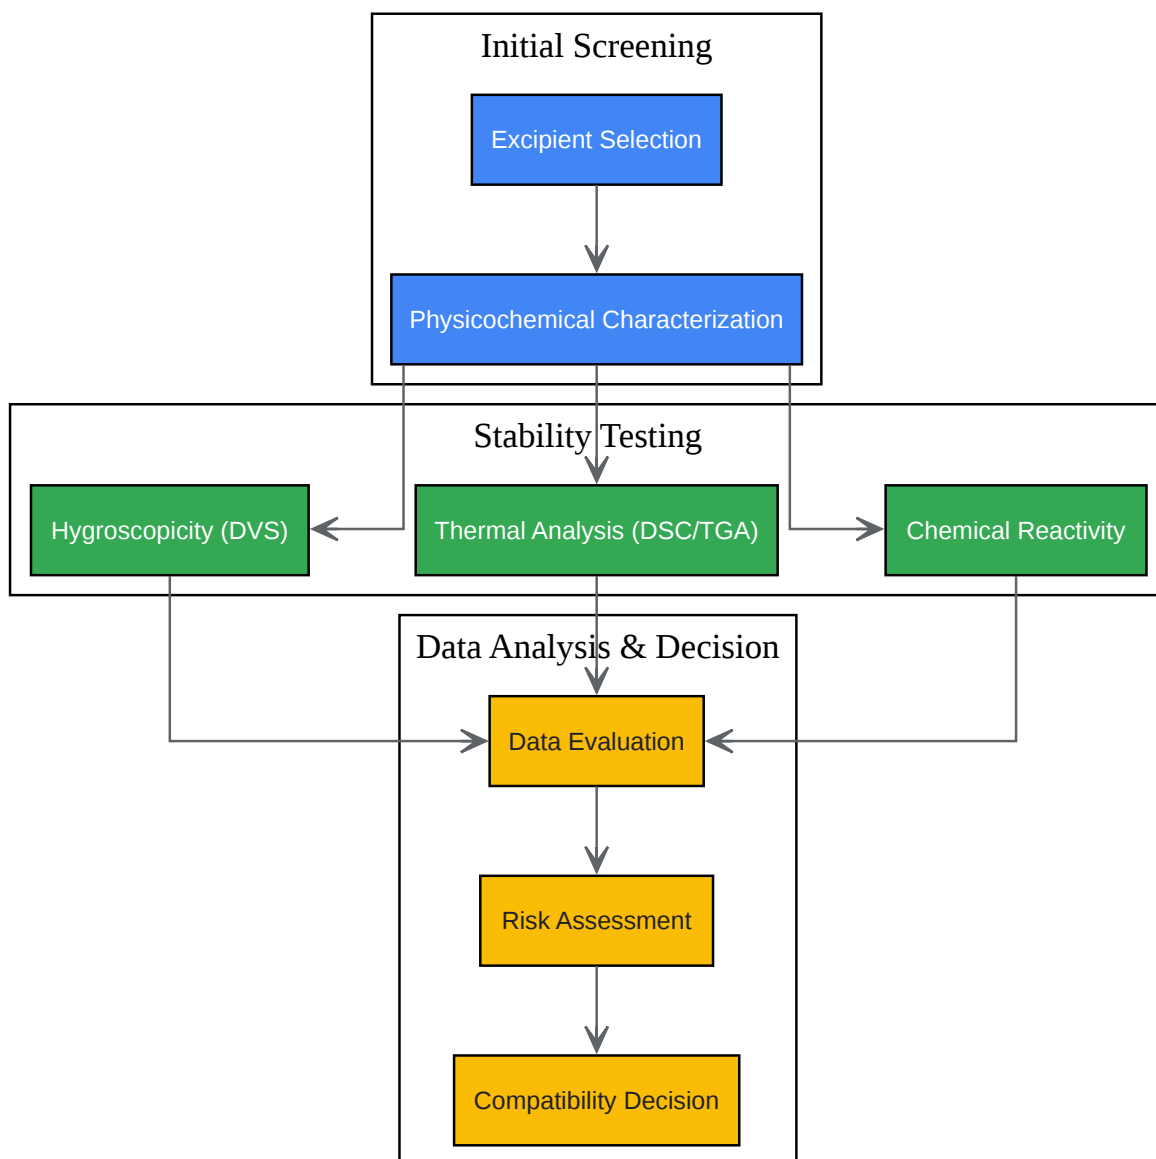 Initial Screening
Excipient Selection
Physicochemical Characterization
Stability Testing
Hygroscopicity (DVS)
Thermal Analysis (DSC/TGA)
Chemical Reactivity
Data Analysis & Decision
Data Evaluation
Risk Assessment
Compatibility Decision